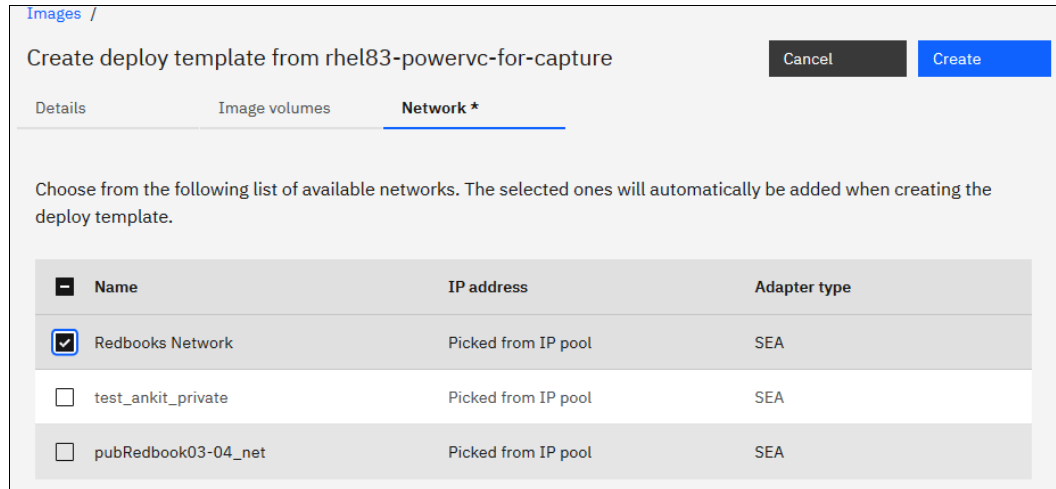 Images /
Create deploy template from rhel83-powervc-for-capture
Cancel
Create
Details
Image volumes
Network *
Choose from the following list of available networks. The selected ones will automatically be added when creating the
deploy template.
Name IP address Adapter type
Redbooks Network Picked from IP pool SEA
test_ankit_private Picked from IP pool SEA
pubRedbook03-04_net Picked from IP pool SEA